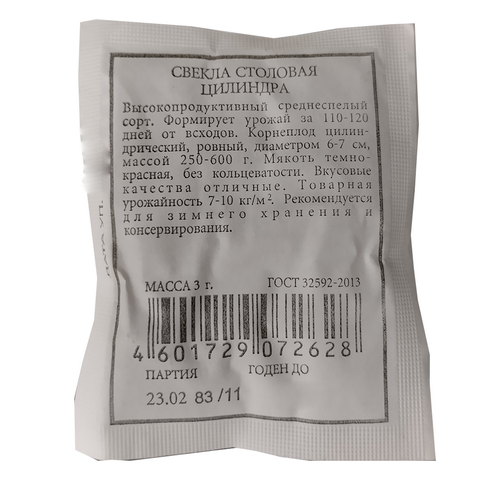 СВЕКЛА СТОЛОВАЯ
ЦИЛИНДРА
Высокопродуктивный среднеспелый
сорт. Формирует урожай за 110-120
дней от всходов. Корнеплод цилин-
дрический, ровный, диаметром 6-7 см,
массой 250-600 г. Мякоть темно-
красная, без кольцеватости. Вкусовые
качества отличные. Товарная
урожайность 7-10 кг/м². Рекомендуется
для зимнего хранения и
консервирования.
МАССА 3 г. ГОСТ 32592-2013
4 601729 072628
ПАРТИЯ ГОДЕН ДО
23.02 83/11